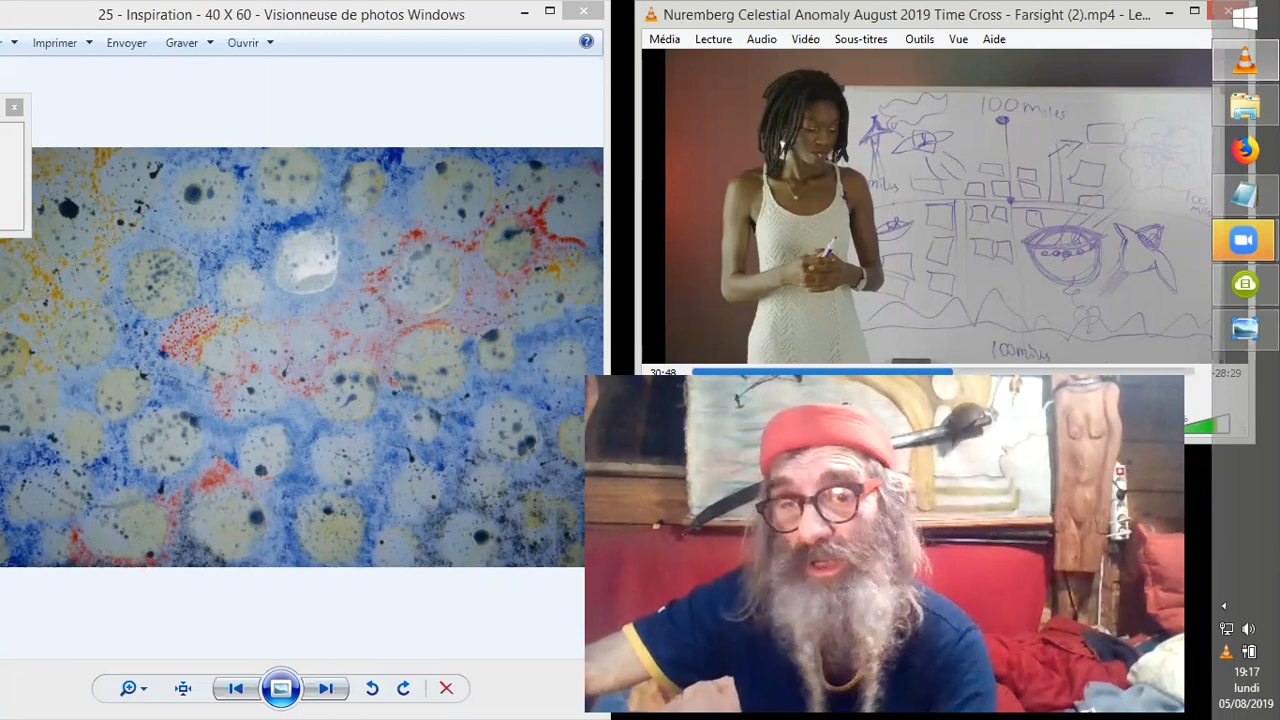 25 - Inspiration - 40 X 60 - Visionneuse de photos Windows
Imprimer Envoyer Graver Ouvrir
Nuremberg Celestial Anomaly August 2019 Time Cross - Farsight (2).mp4 - Le...
Média Lecture Audio Vidéo Sous-titres Outils Vue Aide
100 miles
miles
100
100 miles
30:48
-28:29
19:17
lundi
05/08/2019